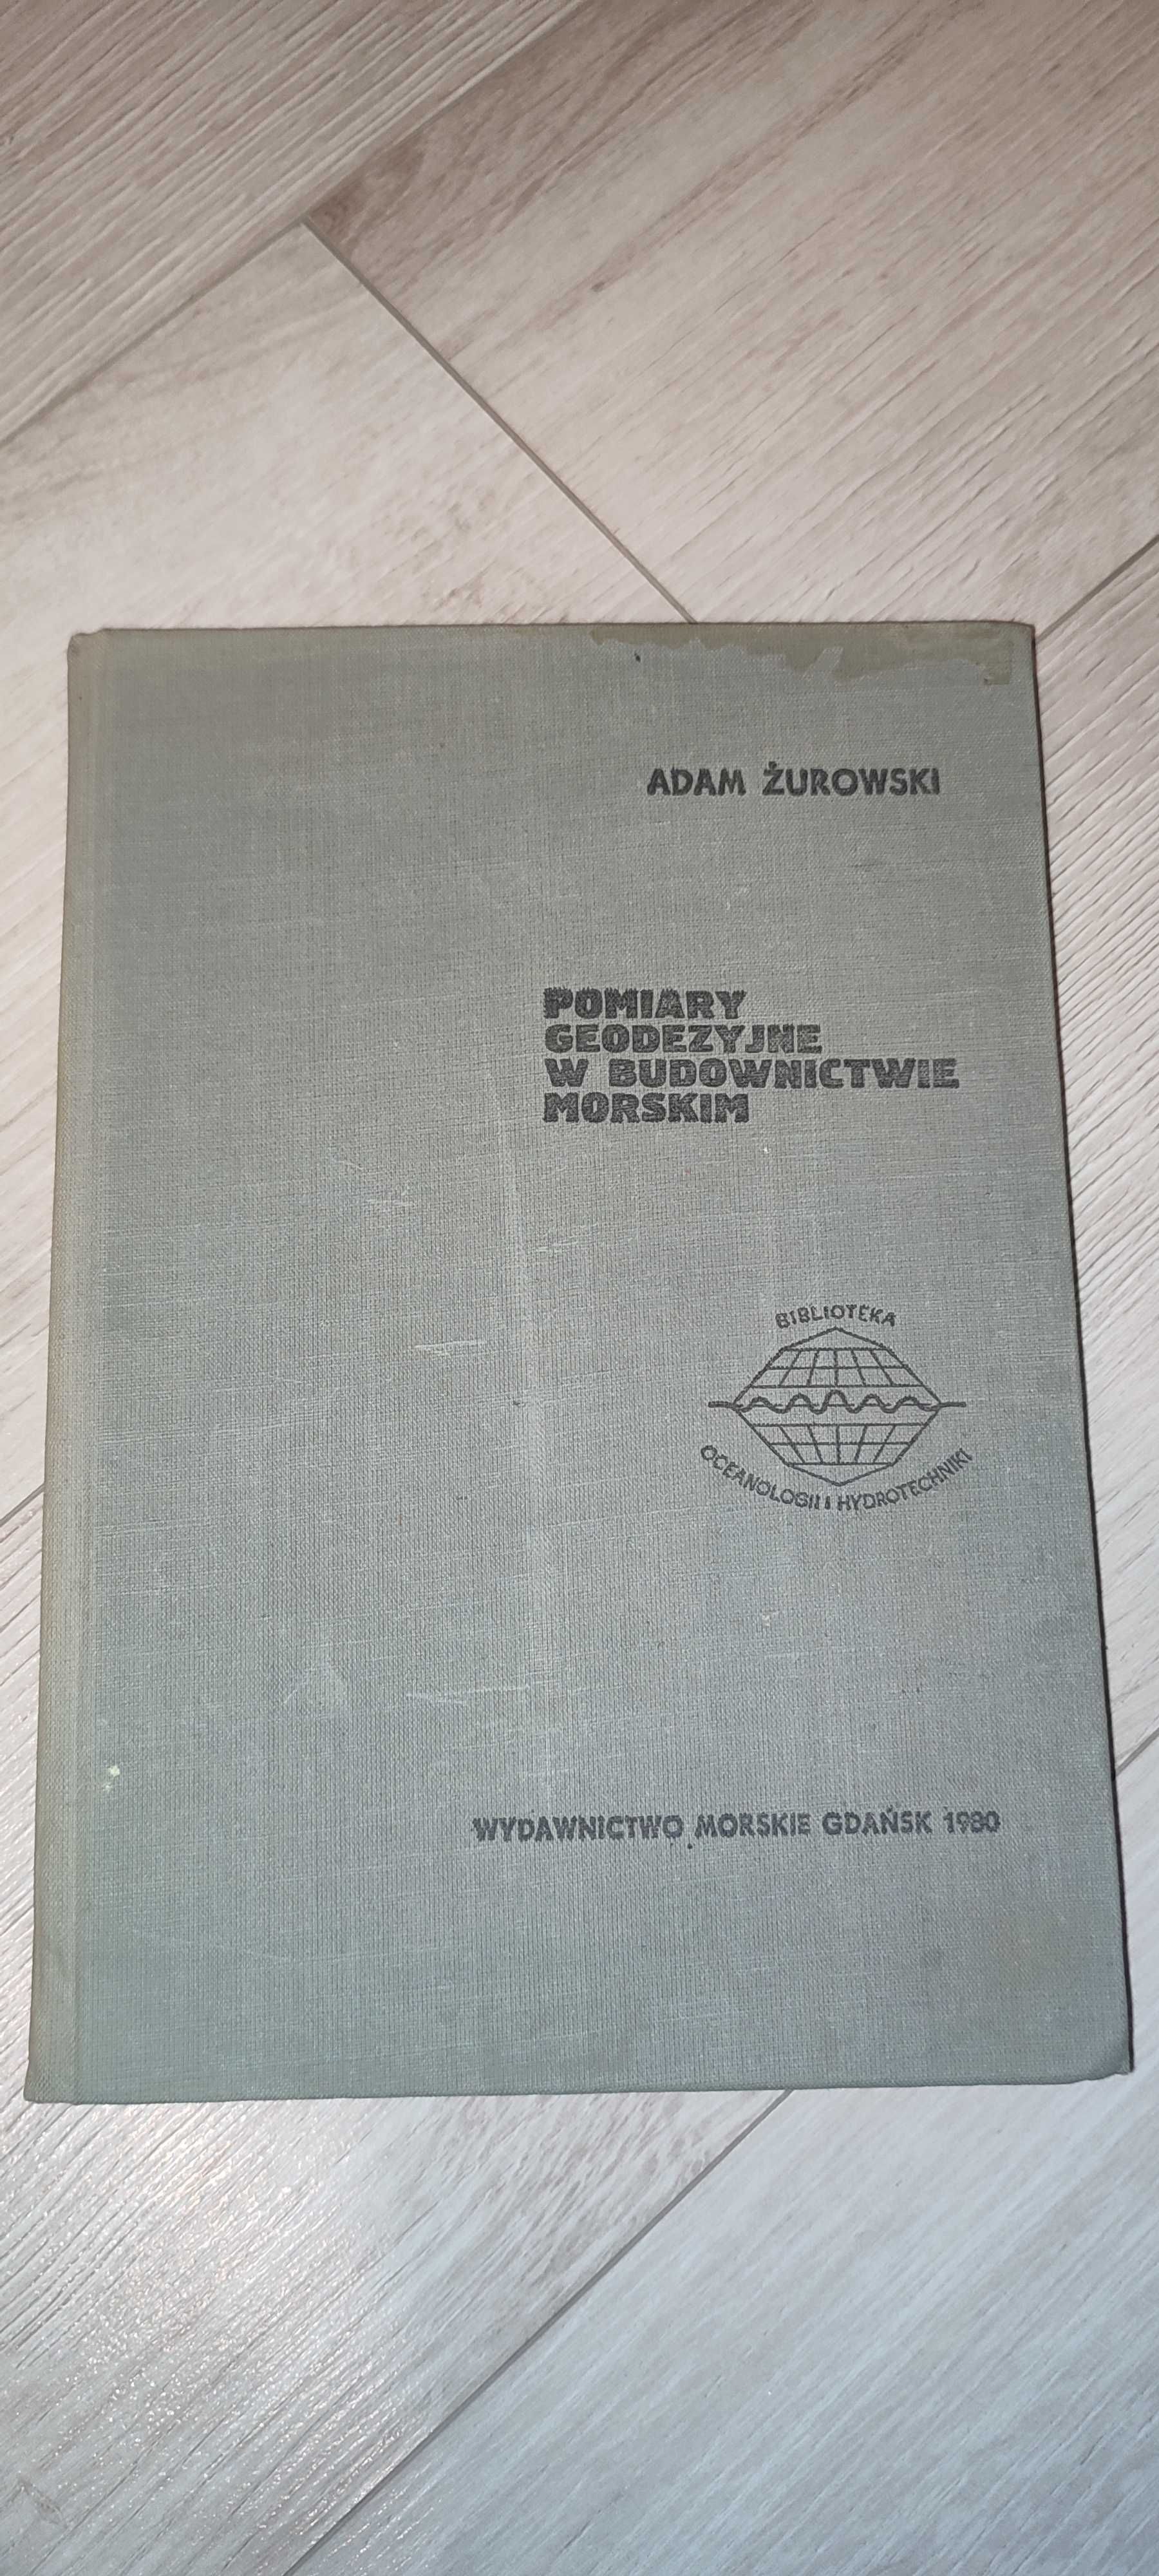 ADAM ŻUROWSKI
POMIARY
GEODEZYJNE
W BUDOWNICTWIE
MORSKIM
BIBLIOTEKA
OCEANOLOGII I HYDROTECHNIKI
WYDAWNICTWO MORSKIE GDAŃSK 1980